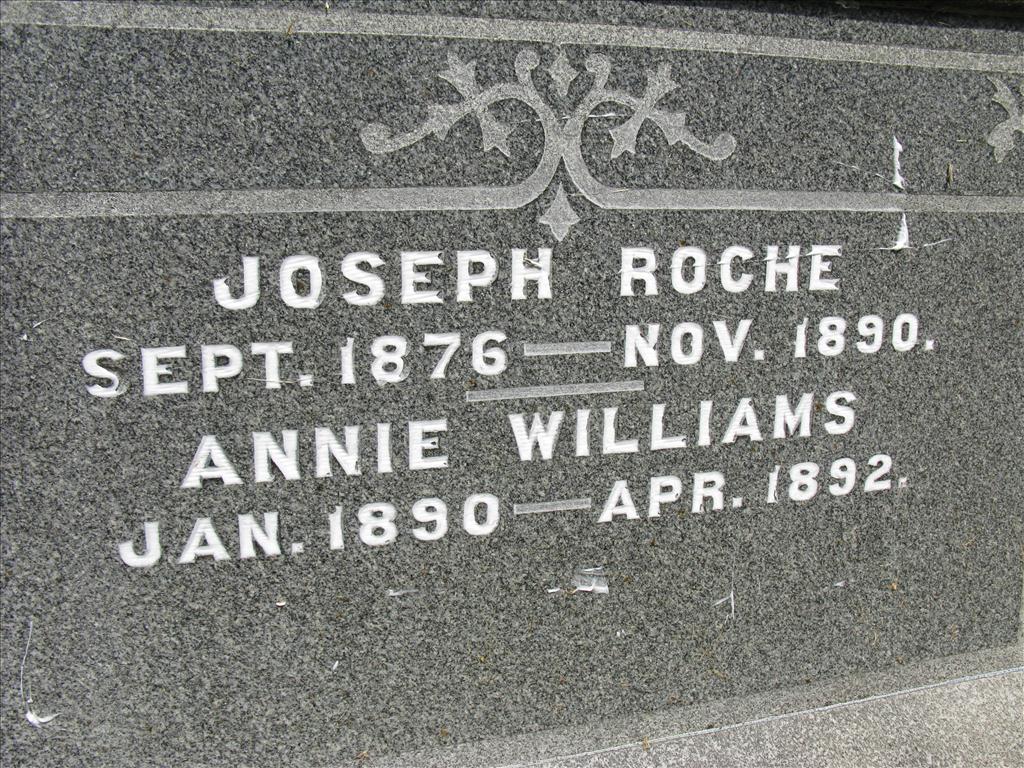 JOSEPH ROCHE
SEPT. 1876 — NOV. 1890.
ANNIE WILLIAMS
JAN. 1890 — APR. 1892.